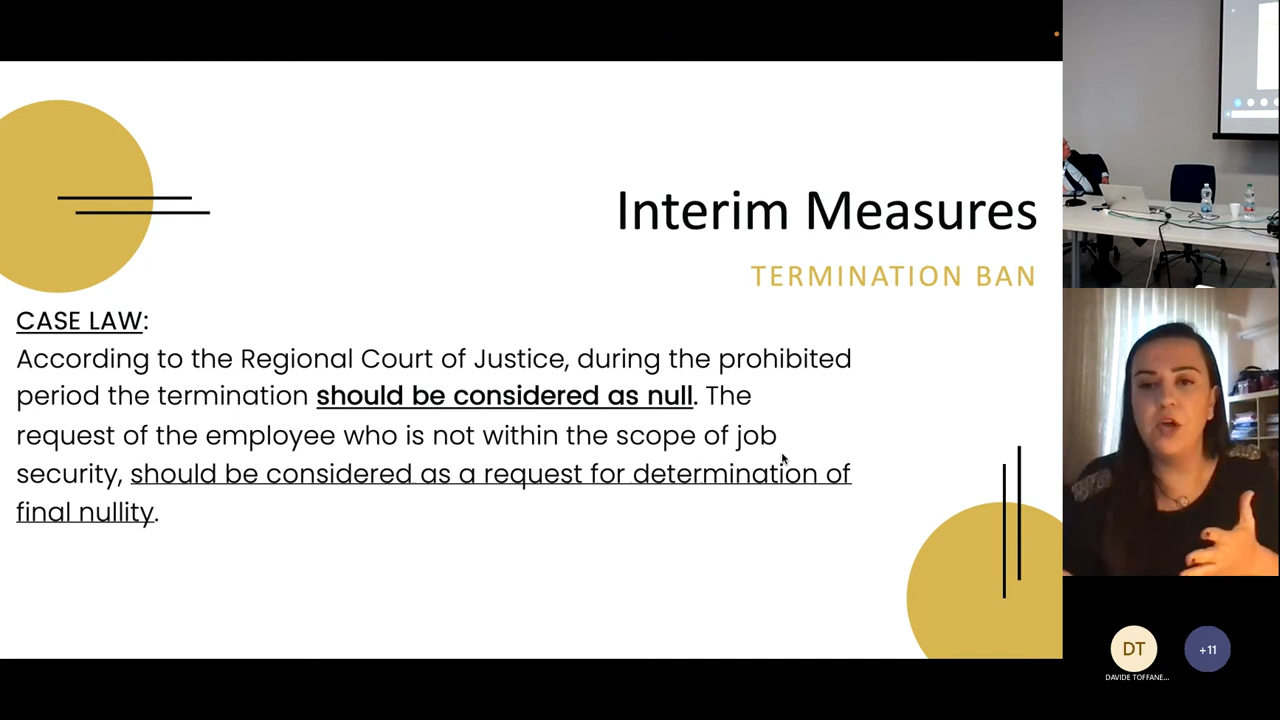 Interim Measures
TERMINATION BAN
CASE LAW:
According to the Regional Court of Justice, during the prohibited
period the termination should be considered as null. The
request of the employee who is not within the scope of job
security, should be considered as a request for determination of
final nullity.
DT
+11
DAVIDE TOFFANE...